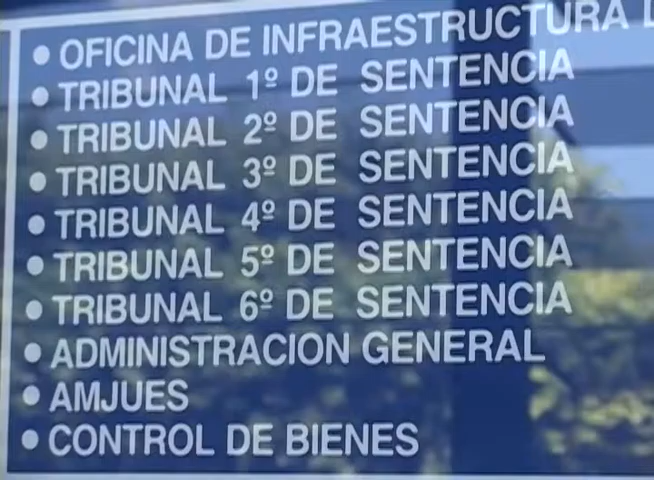 • OFICINA DE INFRAESTRUCTURA
• TRIBUNAL 1º DE SENTENCIA
• TRIBUNAL 2º DE SENTENCIA
• TRIBUNAL 3º DE SENTENCIA
• TRIBUNAL 4º DE SENTENCIA
• TRIBUNAL 5º DE SENTENCIA
• TRIBUNAL 6º DE SENTENCIA
• ADMINISTRACION GENERAL
• AMJUES
• CONTROL DE BIENES